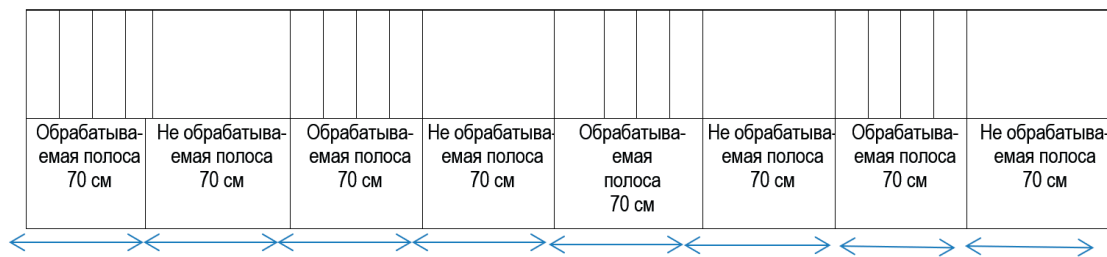 Обрабатыва-
емая полоса
70 см
Не обрабатыва-
емая полоса
70 см
Обрабатыва-
емая полоса
70 см
Не обрабатыва-
емая полоса
70 см
Обрабатыва-
емая
полоса
70 см
Не обрабатыва-
емая полоса
70 см
Обрабатыва-
емая полоса
70 см
Не обрабатыва-
емая полоса
70 см